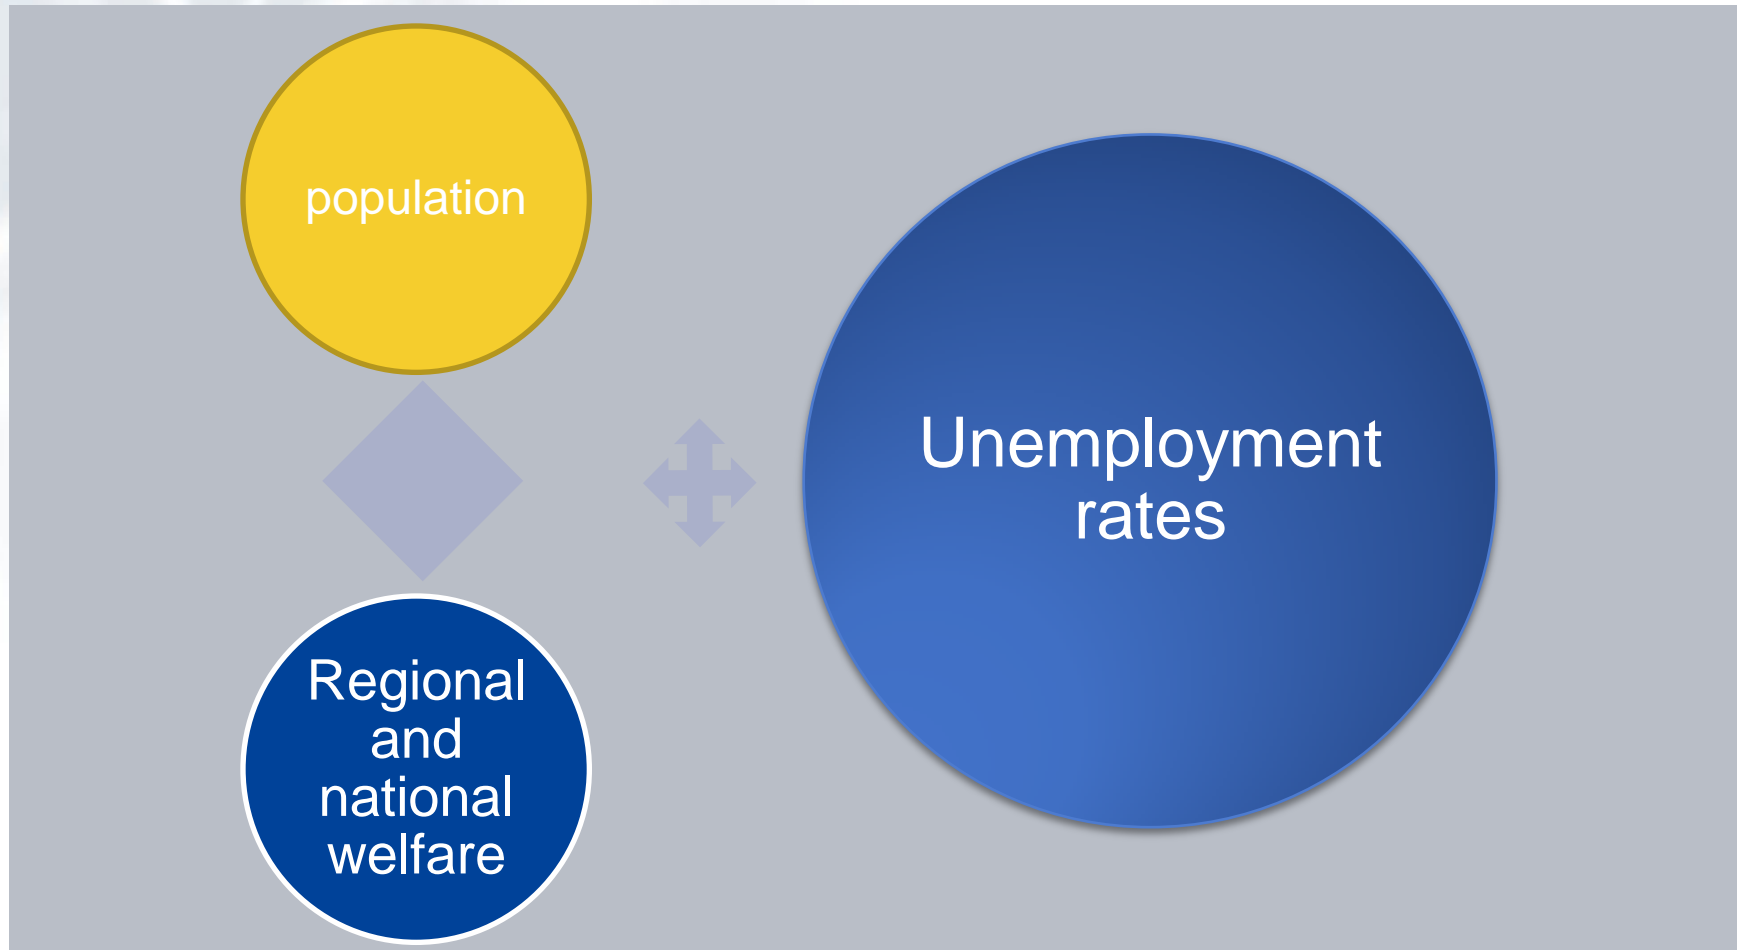 population
Regional
and
national
welfare
Unemployment
rates